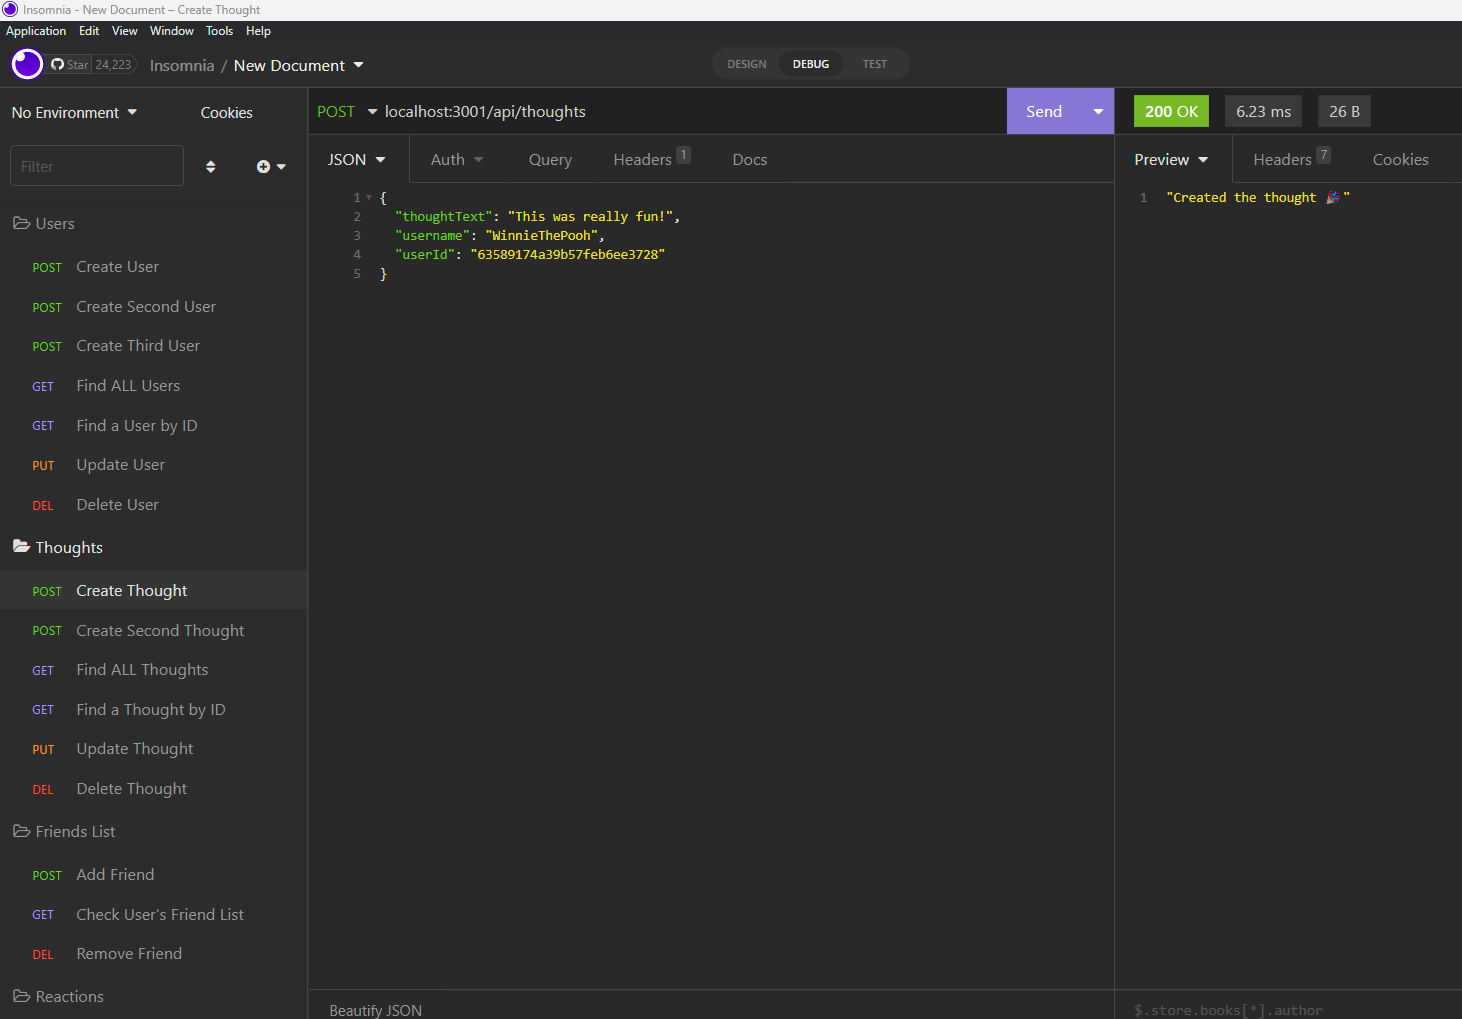 Insomnia - New Document – Create Thought
Application Edit View Window Tools Help
Star 24,223 Insomnia / New Document DESIGN DEBUG TEST
No Environment Cookies
Filter
Users
POST Create User
POST Create Second User
POST Create Third User
GET Find ALL Users
GET Find a User by ID
PUT Update User
DEL Delete User
Thoughts
POST Create Thought
POST Create Second Thought
GET Find ALL Thoughts
GET Find a Thought by ID
PUT Update Thought
DEL Delete Thought
Friends List
POST Add Friend
GET Check User's Friend List
DEL Remove Friend
Reactions
POST localhost:3001/api/thoughts Send
JSON Auth Query Headers 1 Docs
1 {
2 "thoughtText": "This was really fun!",
3 "username": "WinnieThePooh",
4 "userId": "63589174a39b57feb6ee3728"
5 }
Beautify JSON
200 OK 6.23 ms 26 B
Preview Headers 7 Cookies
1 "Created the thought 🎉"
$.store.books[*].author